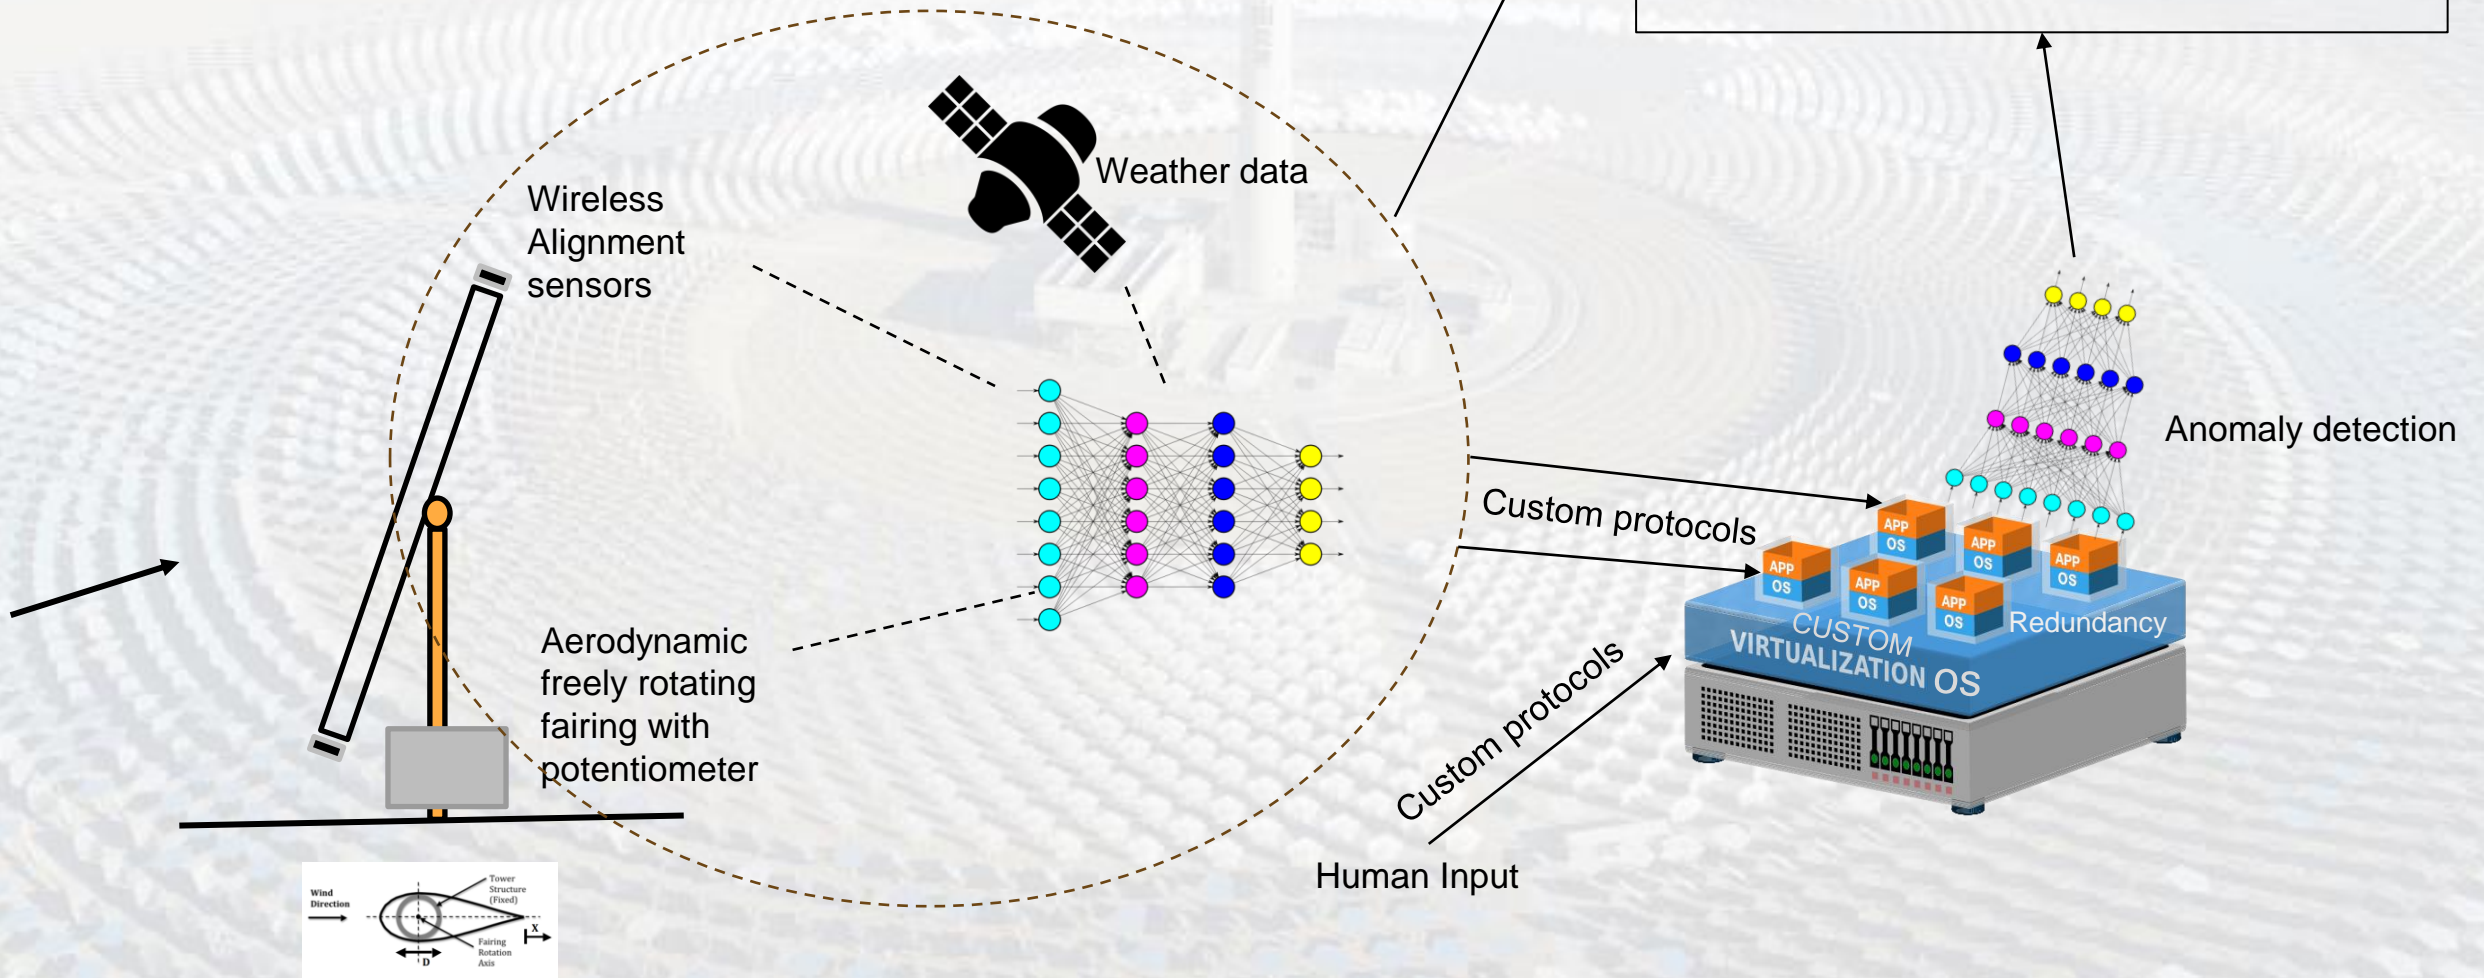 Weather data
Wireless
Alignment
sensors
Anomaly detection
Custom protocols
APP
OS
APP
OS
APP
OS
APP
OS
APP
OS
APP
OS
Redundancy
CUSTOM
VIRTUALIZATION OS
Aerodynamic
freely rotating
fairing with
potentiometer
Custom protocols
Human Input
Wind
Direction
Tower
Structure
(Fixed)
X
Fairing
Rotation
Axis
D